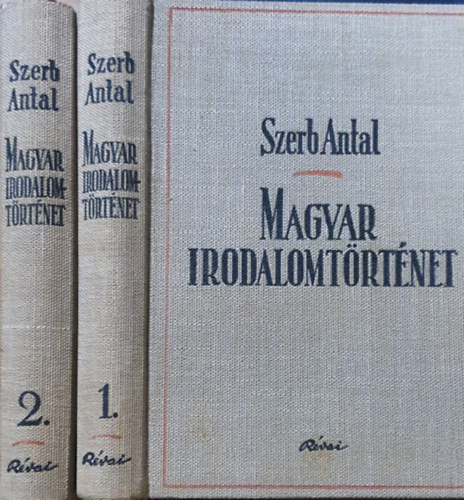 Szerb
Antal
MAGYAR
IRODALOM-
TÖRTÉNET
2.
Révai
Szerb
Antal
MAGYAR
IRODALOM-
TÖRTÉNET
1.
Révai
Szerb Antal
MAGYAR
IRODALOMTÖRTÉNET
Révai